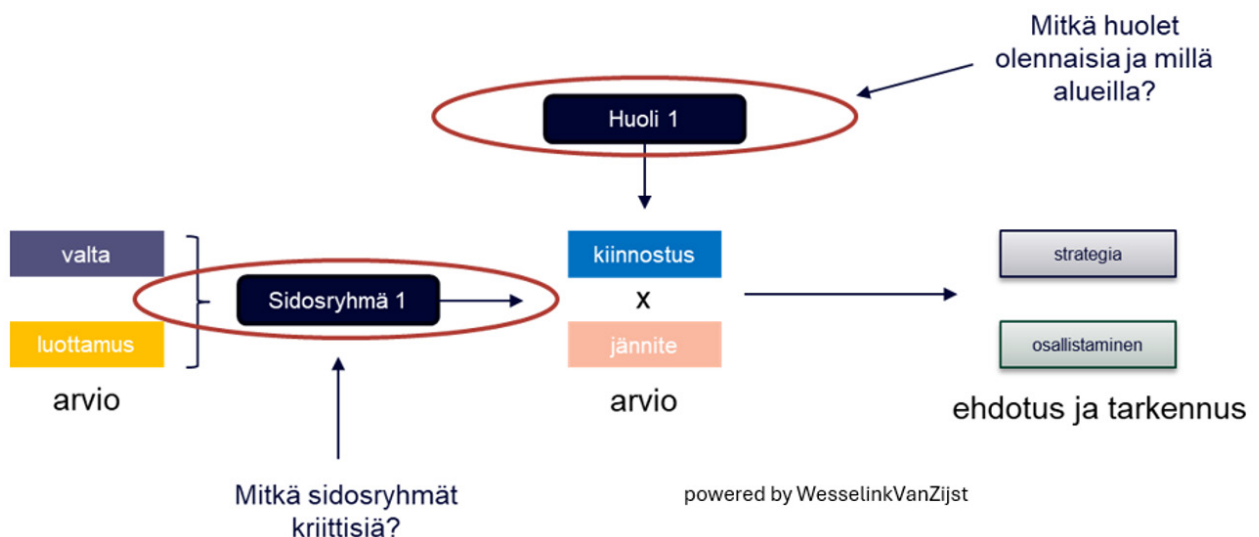 Mitkä huolet
olennaisia ja millä
alueilla?
Huoli 1
valta
luottamus
arvio
Sidosryhmä 1
Mitkä sidosryhmät
kriittisiä?
kiinnostus
x
jännite
arvio
strategia
osallistaminen
ehdotus ja tarkennus
powered by WesselinkVanZijst